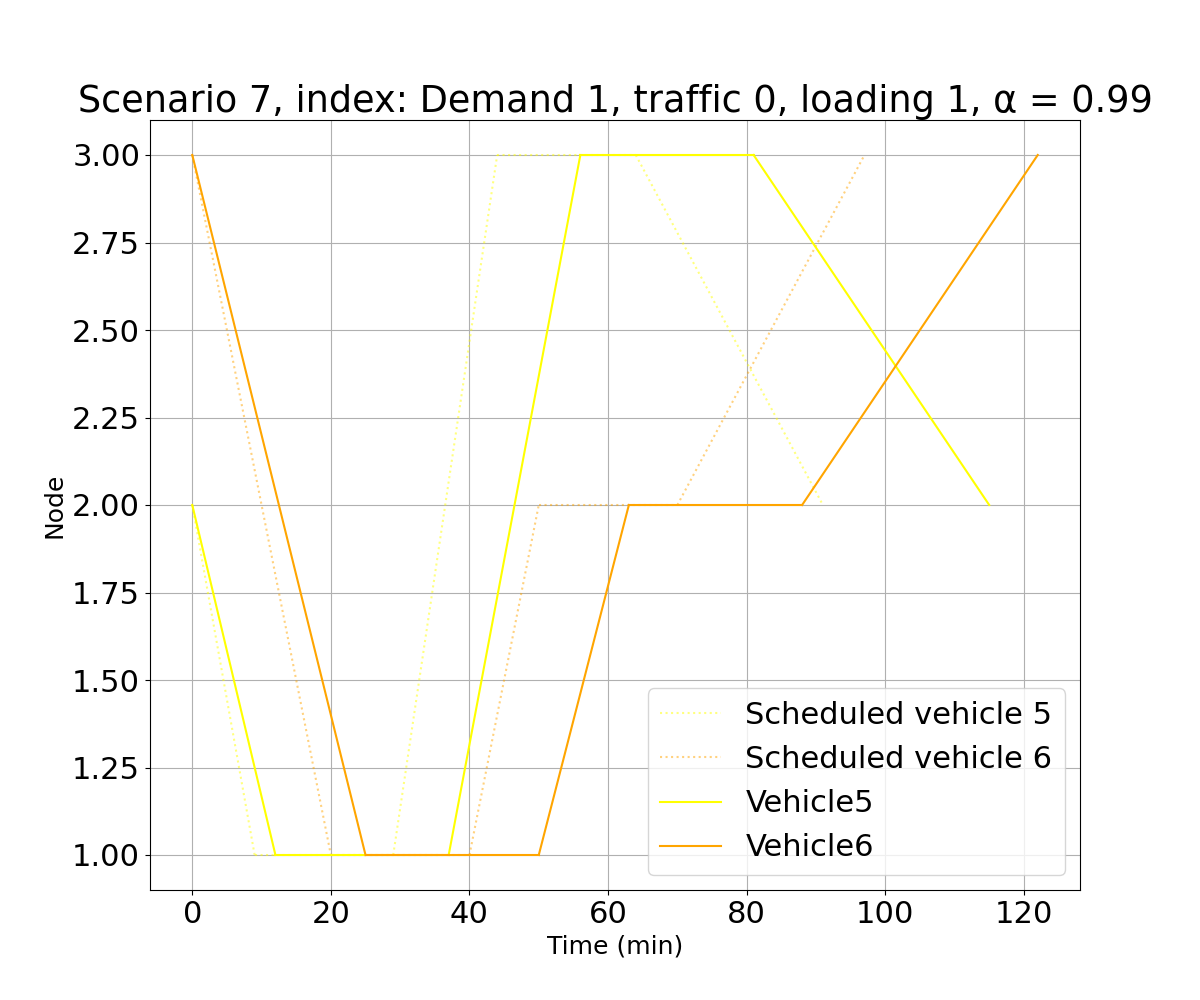 Scenario 7, index: Demand 1, traffic 0, loading 1, α = 0.99
3.00
2.75
2.50
2.25
2.00
1.75
1.50
1.25
1.00
Node
Scheduled vehicle 5
Scheduled vehicle 6
Vehicle5
Vehicle6
0 20 40 60 80 100 120
Time (min)